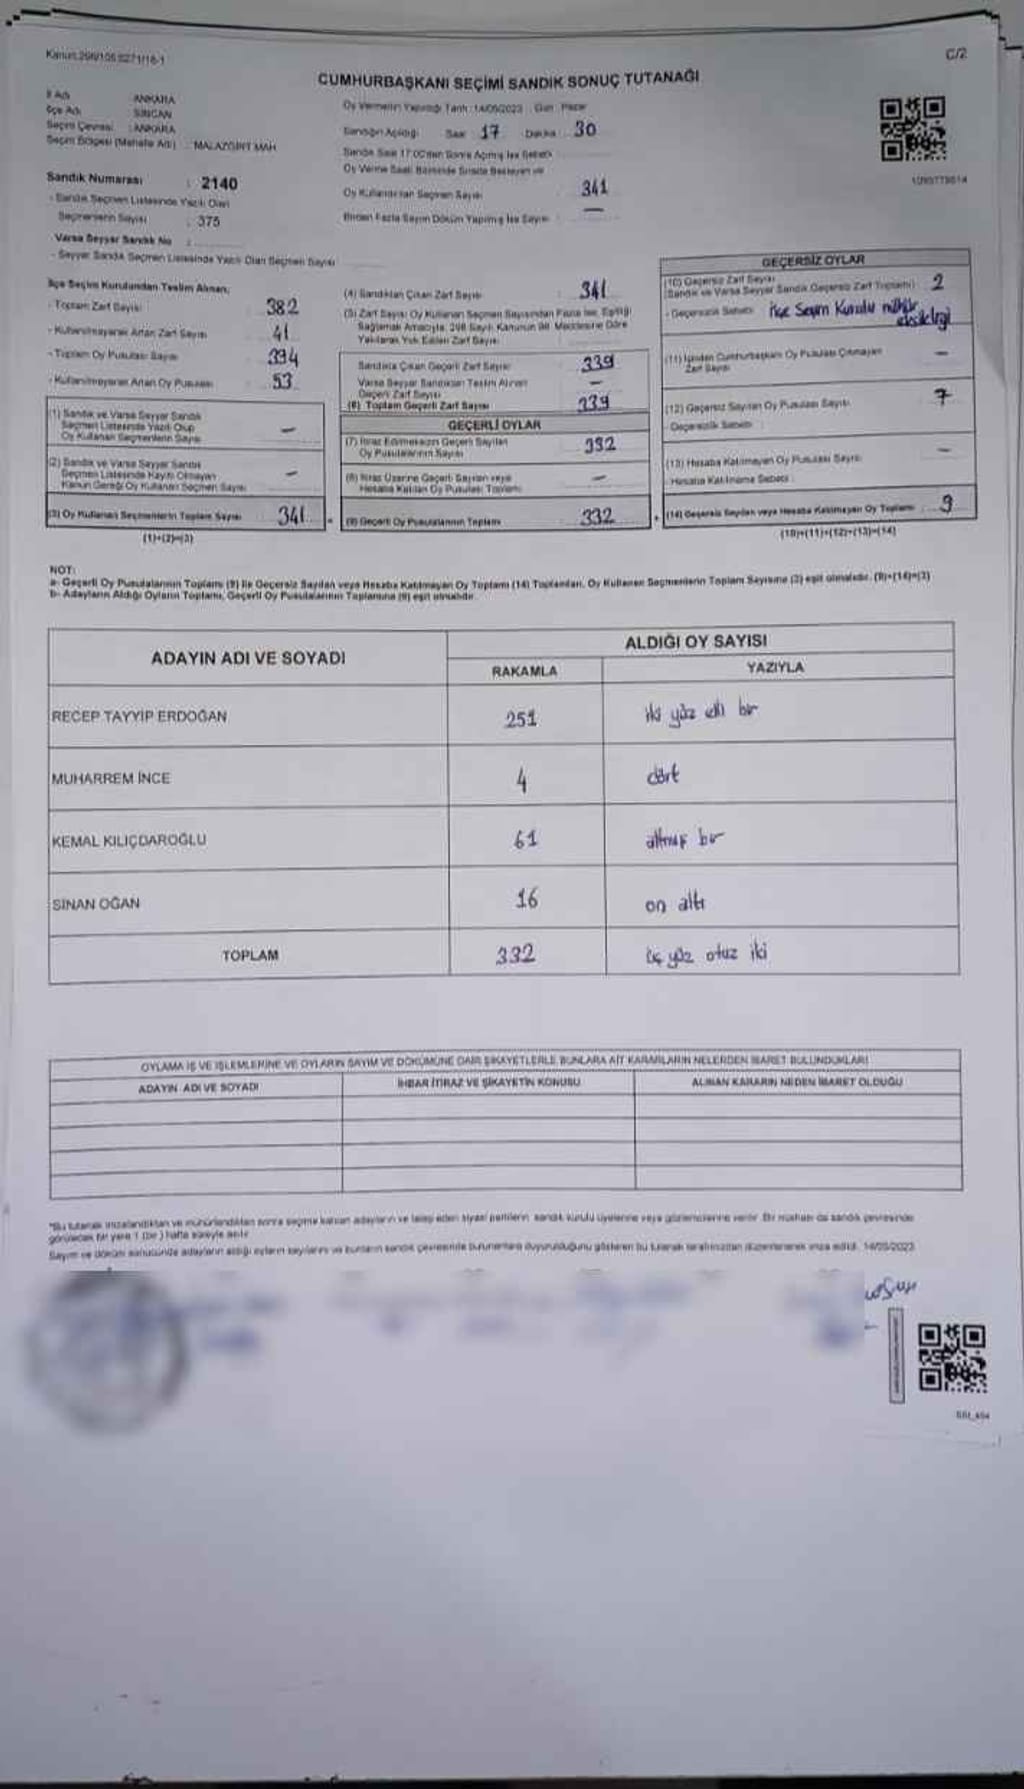 C/2
CUMHURBAŞKANI SEÇİMİ SANDIK SONUÇ TUTANAĞI
İl Adı ANKARA
İlçe Adı SİNCAN
Seçim Çevresi : ANKARA
Seçim Bölgesi (Mahalle Adı) : MALAZGİRT MAH
Sandık Numarası : 2140
- Sandık Seçmen Listesinde Yazılı Olan
Seçmenlerin Sayısı : 375
Varsa Seyyar Sandık No :
- Seyyar Sandık Seçmen Listesinde Yazılı Olan Seçmen Sayısı
Oy Vermenin Yapıldığı Tarih : 14/05/2023 Gün : Pazar
Sandığın Açıldığı Saat 17 Dakika 30
Sandık Saat 17.00'den Sonra Açılmış İse Sebebi
Oy Verme Saati Bitiminde Sırada Bekleyen ve
Oy Kullandırılan Seçmen Sayısı 341
Birden Fazla Sayım Döküm Yapılmış İse Sayısı —
İlçe Seçim Kurulundan Teslim Alınan;
- Toplam Zarf Sayısı 382
- Kullanılmayarak Artan Zarf Sayısı 41
- Toplam Oy Pusulası Sayısı 394
- Kullanılmayarak Artan Oy Pusulası 53
(1) Sandık ve Varsa Seyyar Sandık
Seçmen Listesinde Yazılı Olup
Oy Kullanan Seçmenlerin Sayısı —
(2) Sandık ve Varsa Seyyar Sandık
Seçmen Listesinde Kayıtlı Olmayan
Kanun Gereği Oy Kullanan Seçmen Sayısı —
(3) Oy Kullanan Seçmenlerin Toplam Sayısı 341
(1)+(2)=(3)
(4) Sandıktan Çıkan Zarf Sayısı : 341
(5) Zarf Sayısı Oy Kullanan Seçmen Sayısından Fazla İse, Eşitliği
Sağlamak Amacıyla, 298 Sayılı Kanunun İlgili Maddesine Göre
Yakılarak Yok Edilen Zarf Sayısı
Sandıkta Çıkan Geçerli Zarf Sayısı 339
Varsa Seyyar Sandıktan Teslim Alınan
Geçerli Zarf Sayısı —
(6) Toplam Geçerli Zarf Sayısı 339
GEÇERLİ OYLAR
(7) İtiraz Edilmeksizin Geçerli Sayılan
Oy Pusulalarının Sayısı 332
(8) İtiraz Üzerine Geçerli Sayılan veya
Hesaba Katılan Oy Pusulası Toplamı —
(9) Geçerli Oy Pusulalarının Toplamı 332
GEÇERSİZ OYLAR
(10) Geçersiz Zarf Sayısı
(Sandık ve Varsa Seyyar Sandık Geçersiz Zarf Toplamı) 2
- Geçersizlik Sebebi : İlçe Seçim Kurulu mühür
eksikliği
(11) İçinden Cumhurbaşkanı Oy Pusulası Çıkmayan
Zarf Sayısı —
(12) Geçersiz Sayılan Oy Pusulası Sayısı 7
- Geçersizlik Sebebi :
(13) Hesaba Katılmayan Oy Pusulası Sayısı —
- Hesaba Katılmama Sebebi :
(14) Geçersiz Sayılan veya Hesaba Katılmayan Oy Toplamı 9
(10)+(11)+(12)+(13)=(14)
NOT:
a- Geçerli Oy Pusulalarının Toplamı (9) ile Geçersiz Sayılan veya Hesaba Katılmayan Oy Toplamı (14) Toplamları, Oy Kullanan Seçmenlerin Toplam Sayısına (3) eşit olmalıdır. (9)+(14)=(3)
b- Adayların Aldığı Oyların Toplamı, Geçerli Oy Pusulalarının Toplamına (9) eşit olmalıdır.
ADAYIN ADI VE SOYADI
ALDIĞI OY SAYISI
RAKAMLA YAZIYLA
RECEP TAYYİP ERDOĞAN 251 iki yüz elli bir
MUHARREM İNCE 4 dört
KEMAL KILIÇDAROĞLU 61 altmış bir
SİNAN OĞAN 16 on altı
TOPLAM 332 üç yüz otuz iki
OYLAMA İŞ VE İŞLEMLERİNE VE OYLARIN SAYIM VE DÖKÜMÜNE DAİR ŞİKAYETLERLE BUNLARA AİT KARARLARIN NELERDEN İBARET BULUNDUKLARI
ADAYIN ADI VE SOYADI İHBAR İTİRAZ VE ŞİKAYETİN KONUSU ALINAN KARARIN NEDEN İBARET OLDUĞU
*Bu tutanak imzalandıktan ve mühürlendikten sonra seçime katılan adayların ve talep eden siyasi partilerin sandık kurulu üyelerine veya gözlemcilerine verilir. Bir nüshası da sandık çevresinde
görülecek bir yere 1 (bir) hafta süreyle asılır.
Sayım ve döküm sonucunda adayların aldığı oyların sayılarını ve bunların sandık çevresinde bulunanlara duyurulduğunu gösteren bu tutanak tarafımızdan düzenlenerek imza edildi. 14/05/2023